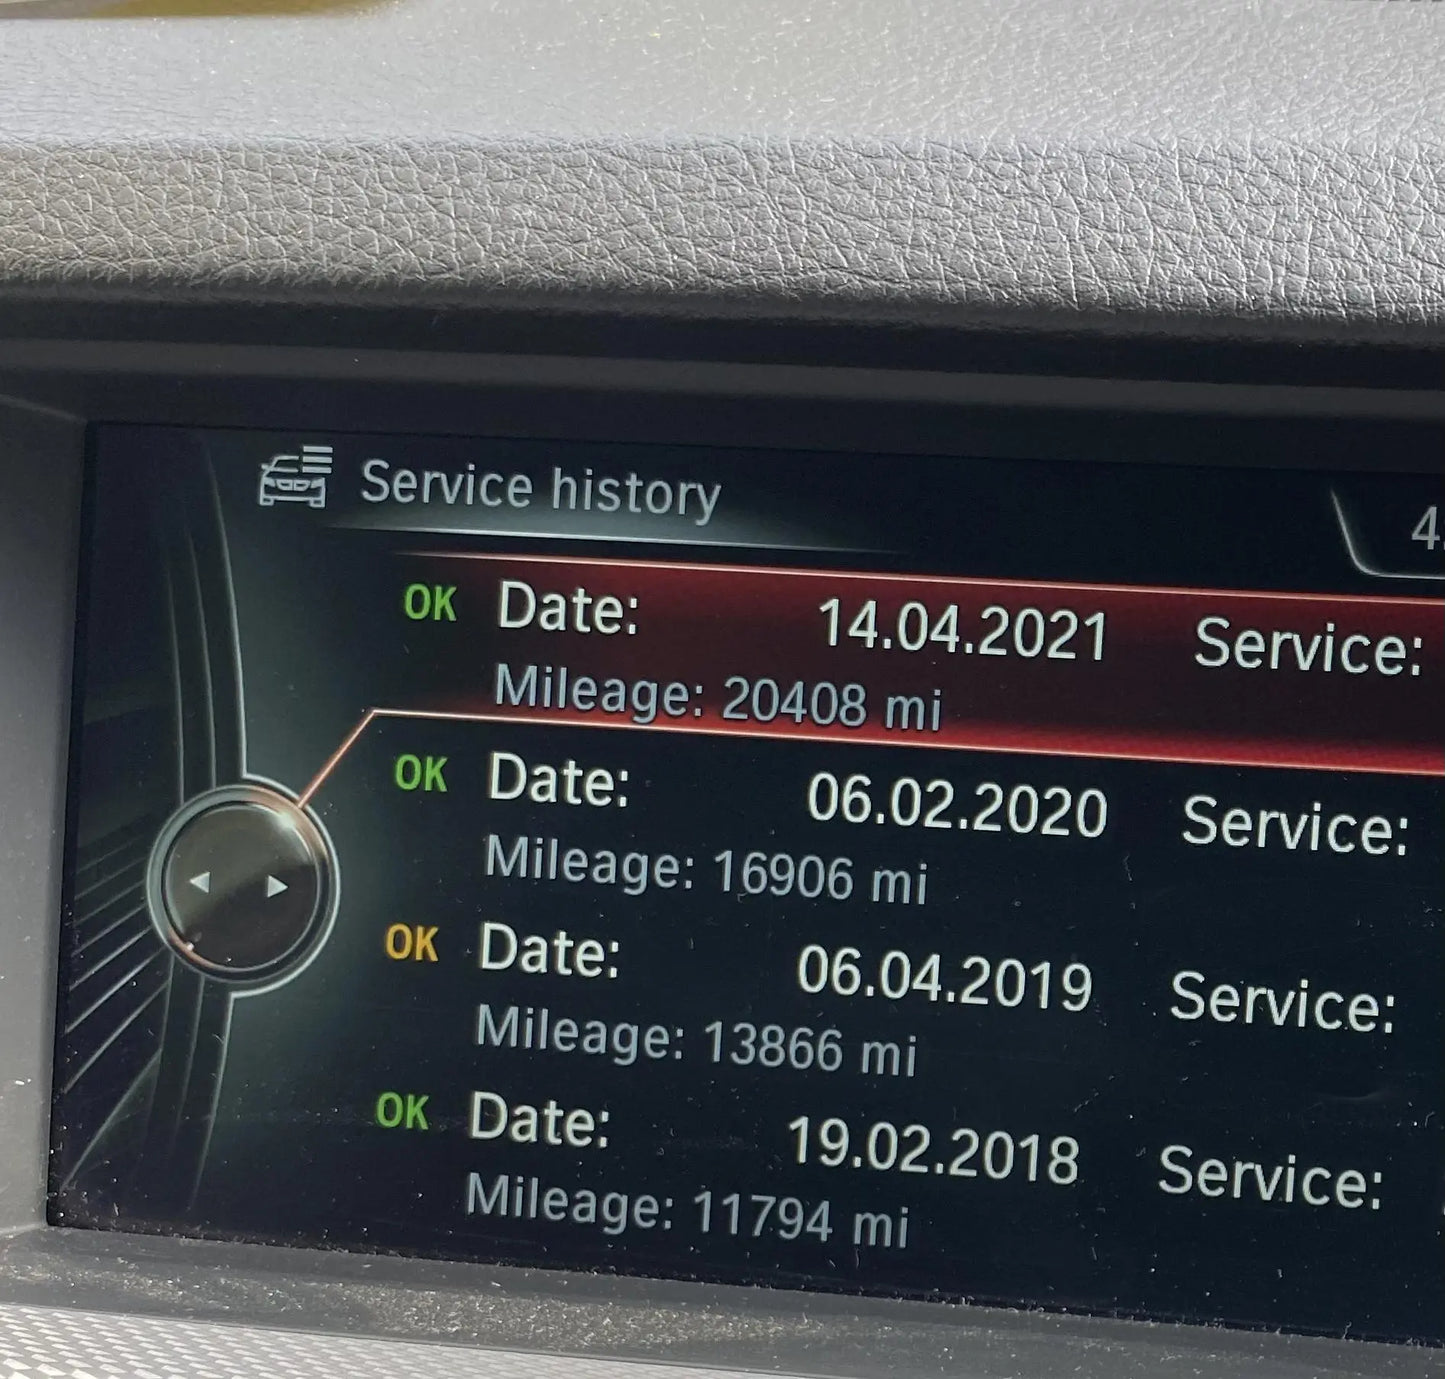 Service history
4
OK Date: 14.04.2021 Service:
Mileage: 20408 mi
OK Date: 06.02.2020 Service:
Mileage: 16906 mi
OK Date: 06.04.2019 Service:
Mileage: 13866 mi
OK Date: 19.02.2018 Service:
Mileage: 11794 mi